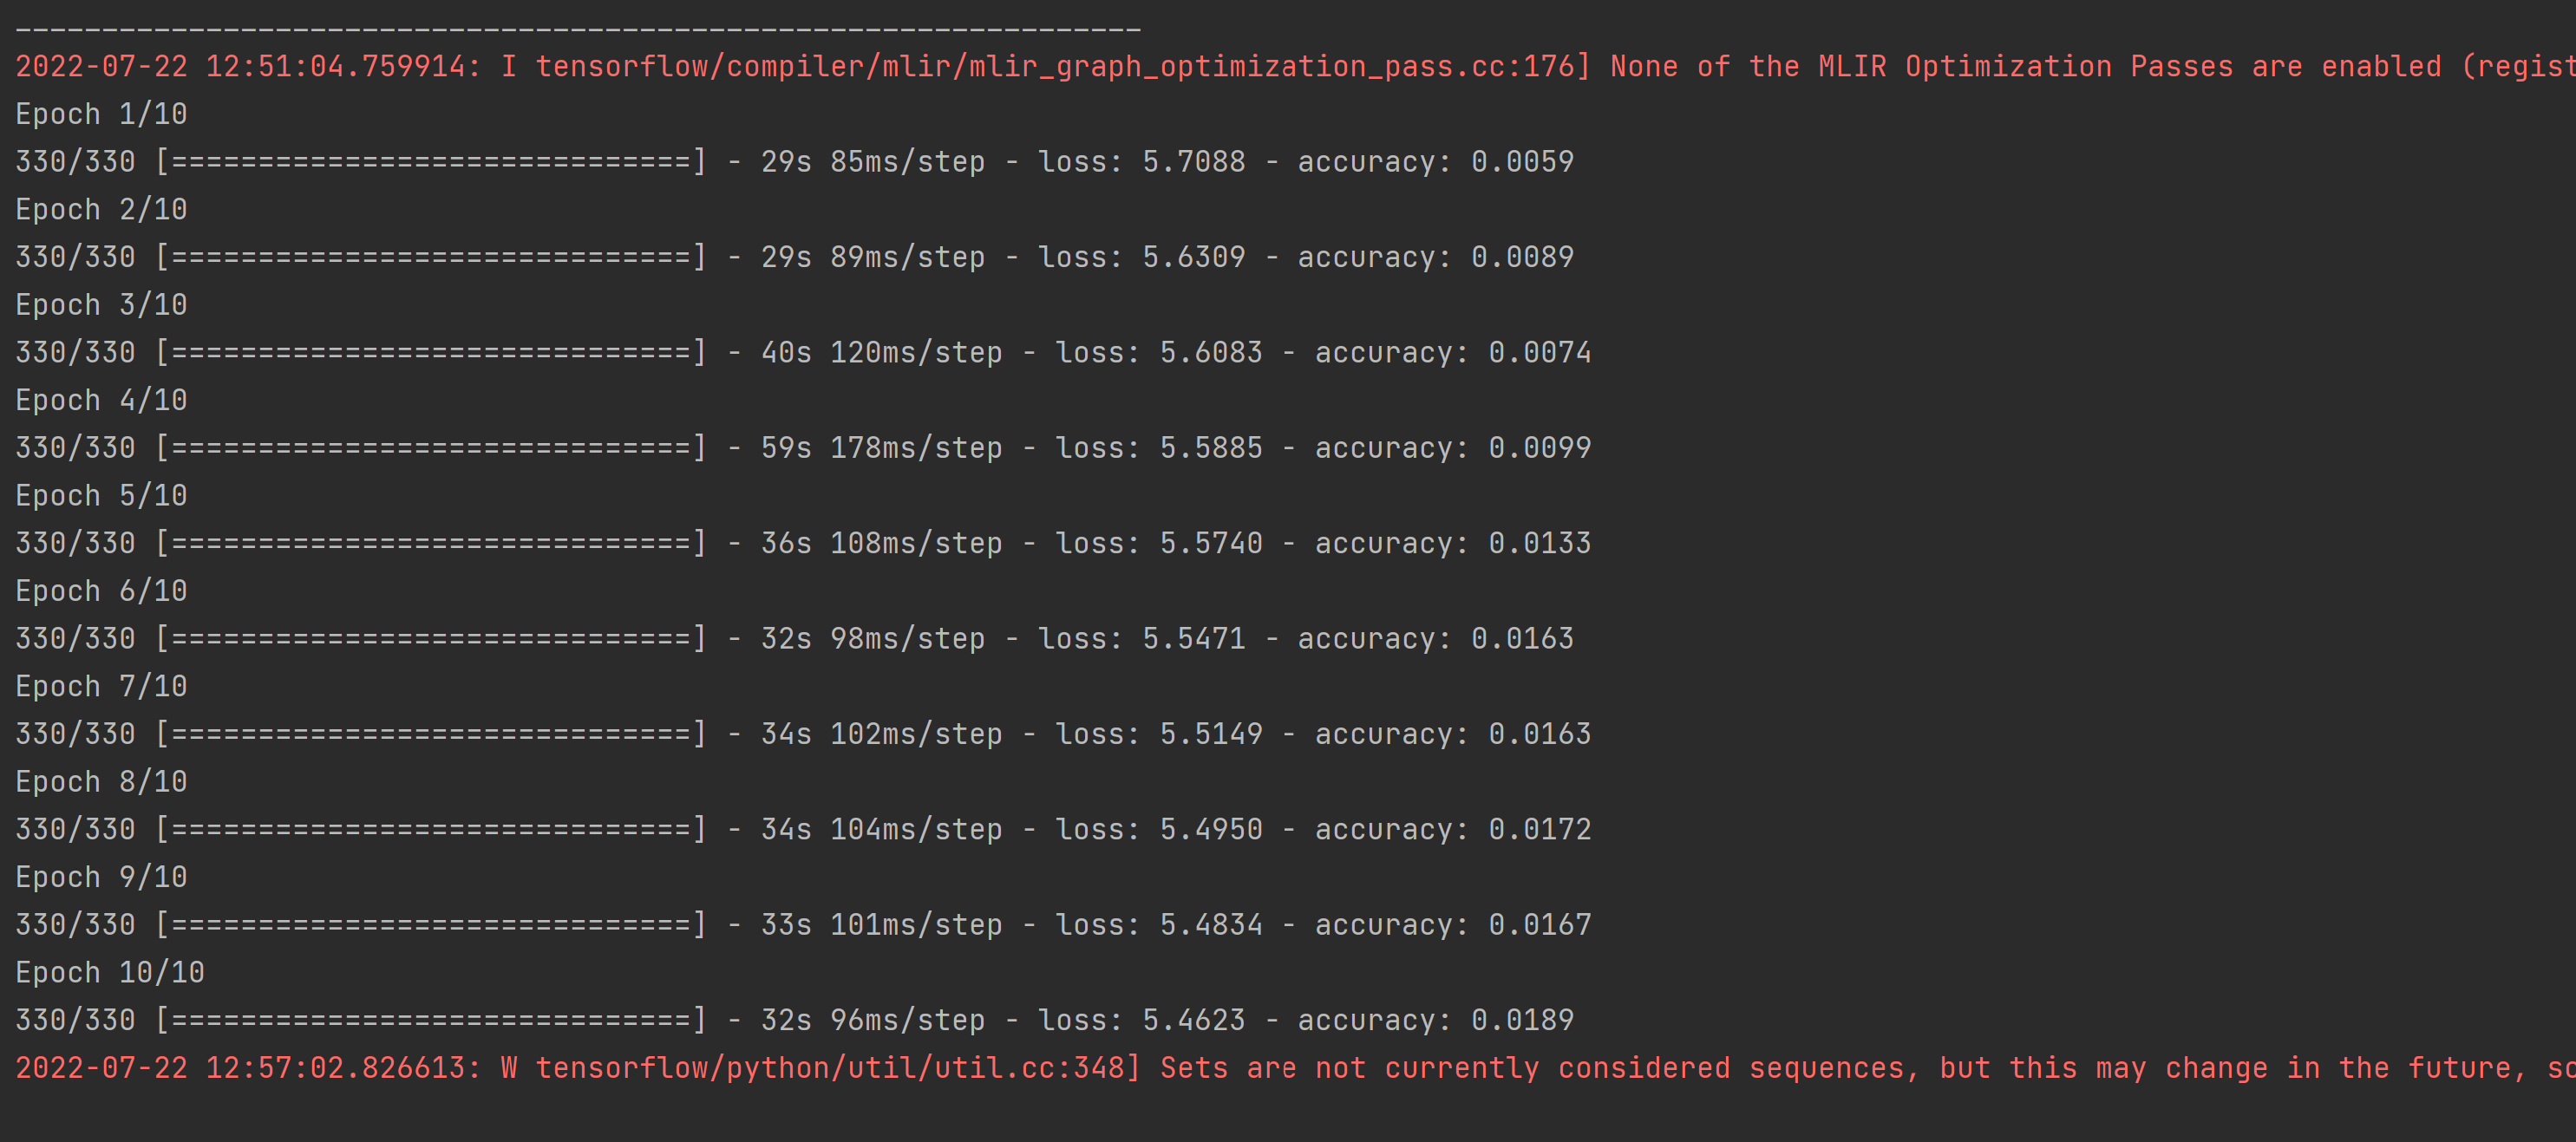 _________________________________________________________________
2022-07-22 12:51:04.759914: I tensorflow/compiler/mlir/mlir_graph_optimization_pass.cc:176] None of the MLIR Optimization Passes are enabled (regist
Epoch 1/10
330/330 [==============================] - 29s 85ms/step - loss: 5.7088 - accuracy: 0.0059
Epoch 2/10
330/330 [==============================] - 29s 89ms/step - loss: 5.6309 - accuracy: 0.0089
Epoch 3/10
330/330 [==============================] - 40s 120ms/step - loss: 5.6083 - accuracy: 0.0074
Epoch 4/10
330/330 [==============================] - 59s 178ms/step - loss: 5.5885 - accuracy: 0.0099
Epoch 5/10
330/330 [==============================] - 36s 108ms/step - loss: 5.5740 - accuracy: 0.0133
Epoch 6/10
330/330 [==============================] - 32s 98ms/step - loss: 5.5471 - accuracy: 0.0163
Epoch 7/10
330/330 [==============================] - 34s 102ms/step - loss: 5.5149 - accuracy: 0.0163
Epoch 8/10
330/330 [==============================] - 34s 104ms/step - loss: 5.4950 - accuracy: 0.0172
Epoch 9/10
330/330 [==============================] - 33s 101ms/step - loss: 5.4834 - accuracy: 0.0167
Epoch 10/10
330/330 [==============================] - 32s 96ms/step - loss: 5.4623 - accuracy: 0.0189
2022-07-22 12:57:02.826613: W tensorflow/python/util/util.cc:348] Sets are not currently considered sequences, but this may change in the future, so